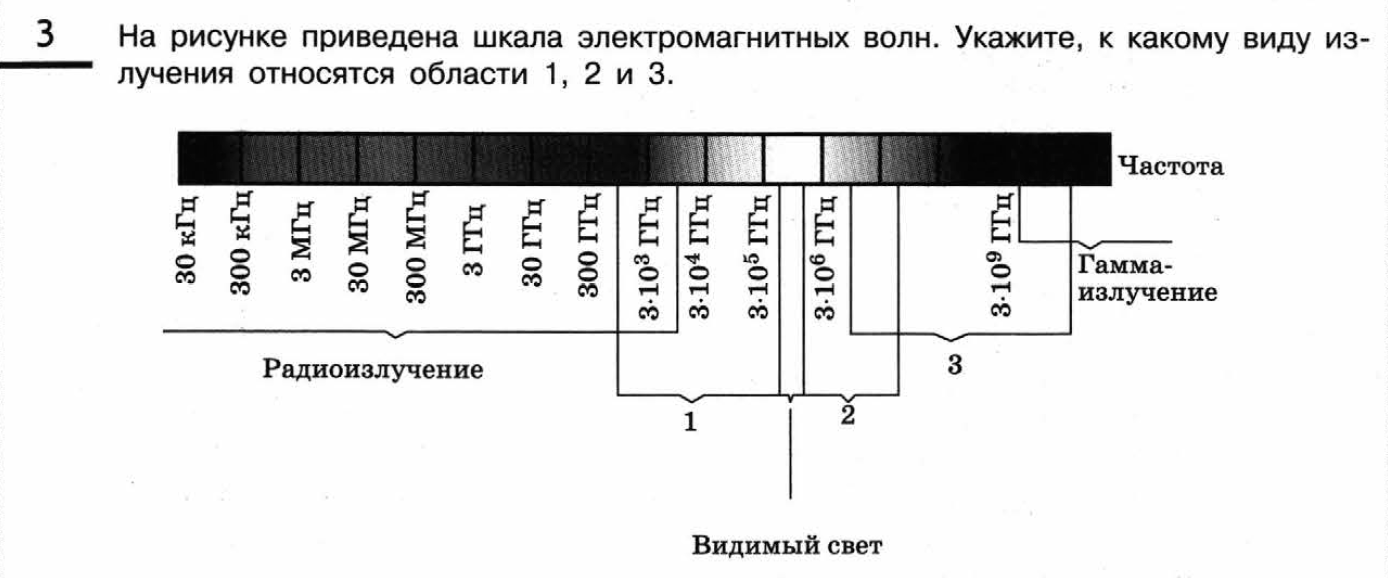 3
На рисунке приведена шкала электромагнитных волн. Укажите, к какому виду из-
лучения относятся области 1, 2 и 3.
Частота
30 кГц
300 кГц
3 МГц
30 МГц
300 МГц
3 ГГц
30 ГГц
300 ГГц
3·10³ ГГц
3·10⁴ ГГц
3·10⁵ ГГц
3·10⁶ ГГц
3·10⁹ ГГц
Гамма-
излучение
Радиоизлучение
3
1
2
Видимый свет